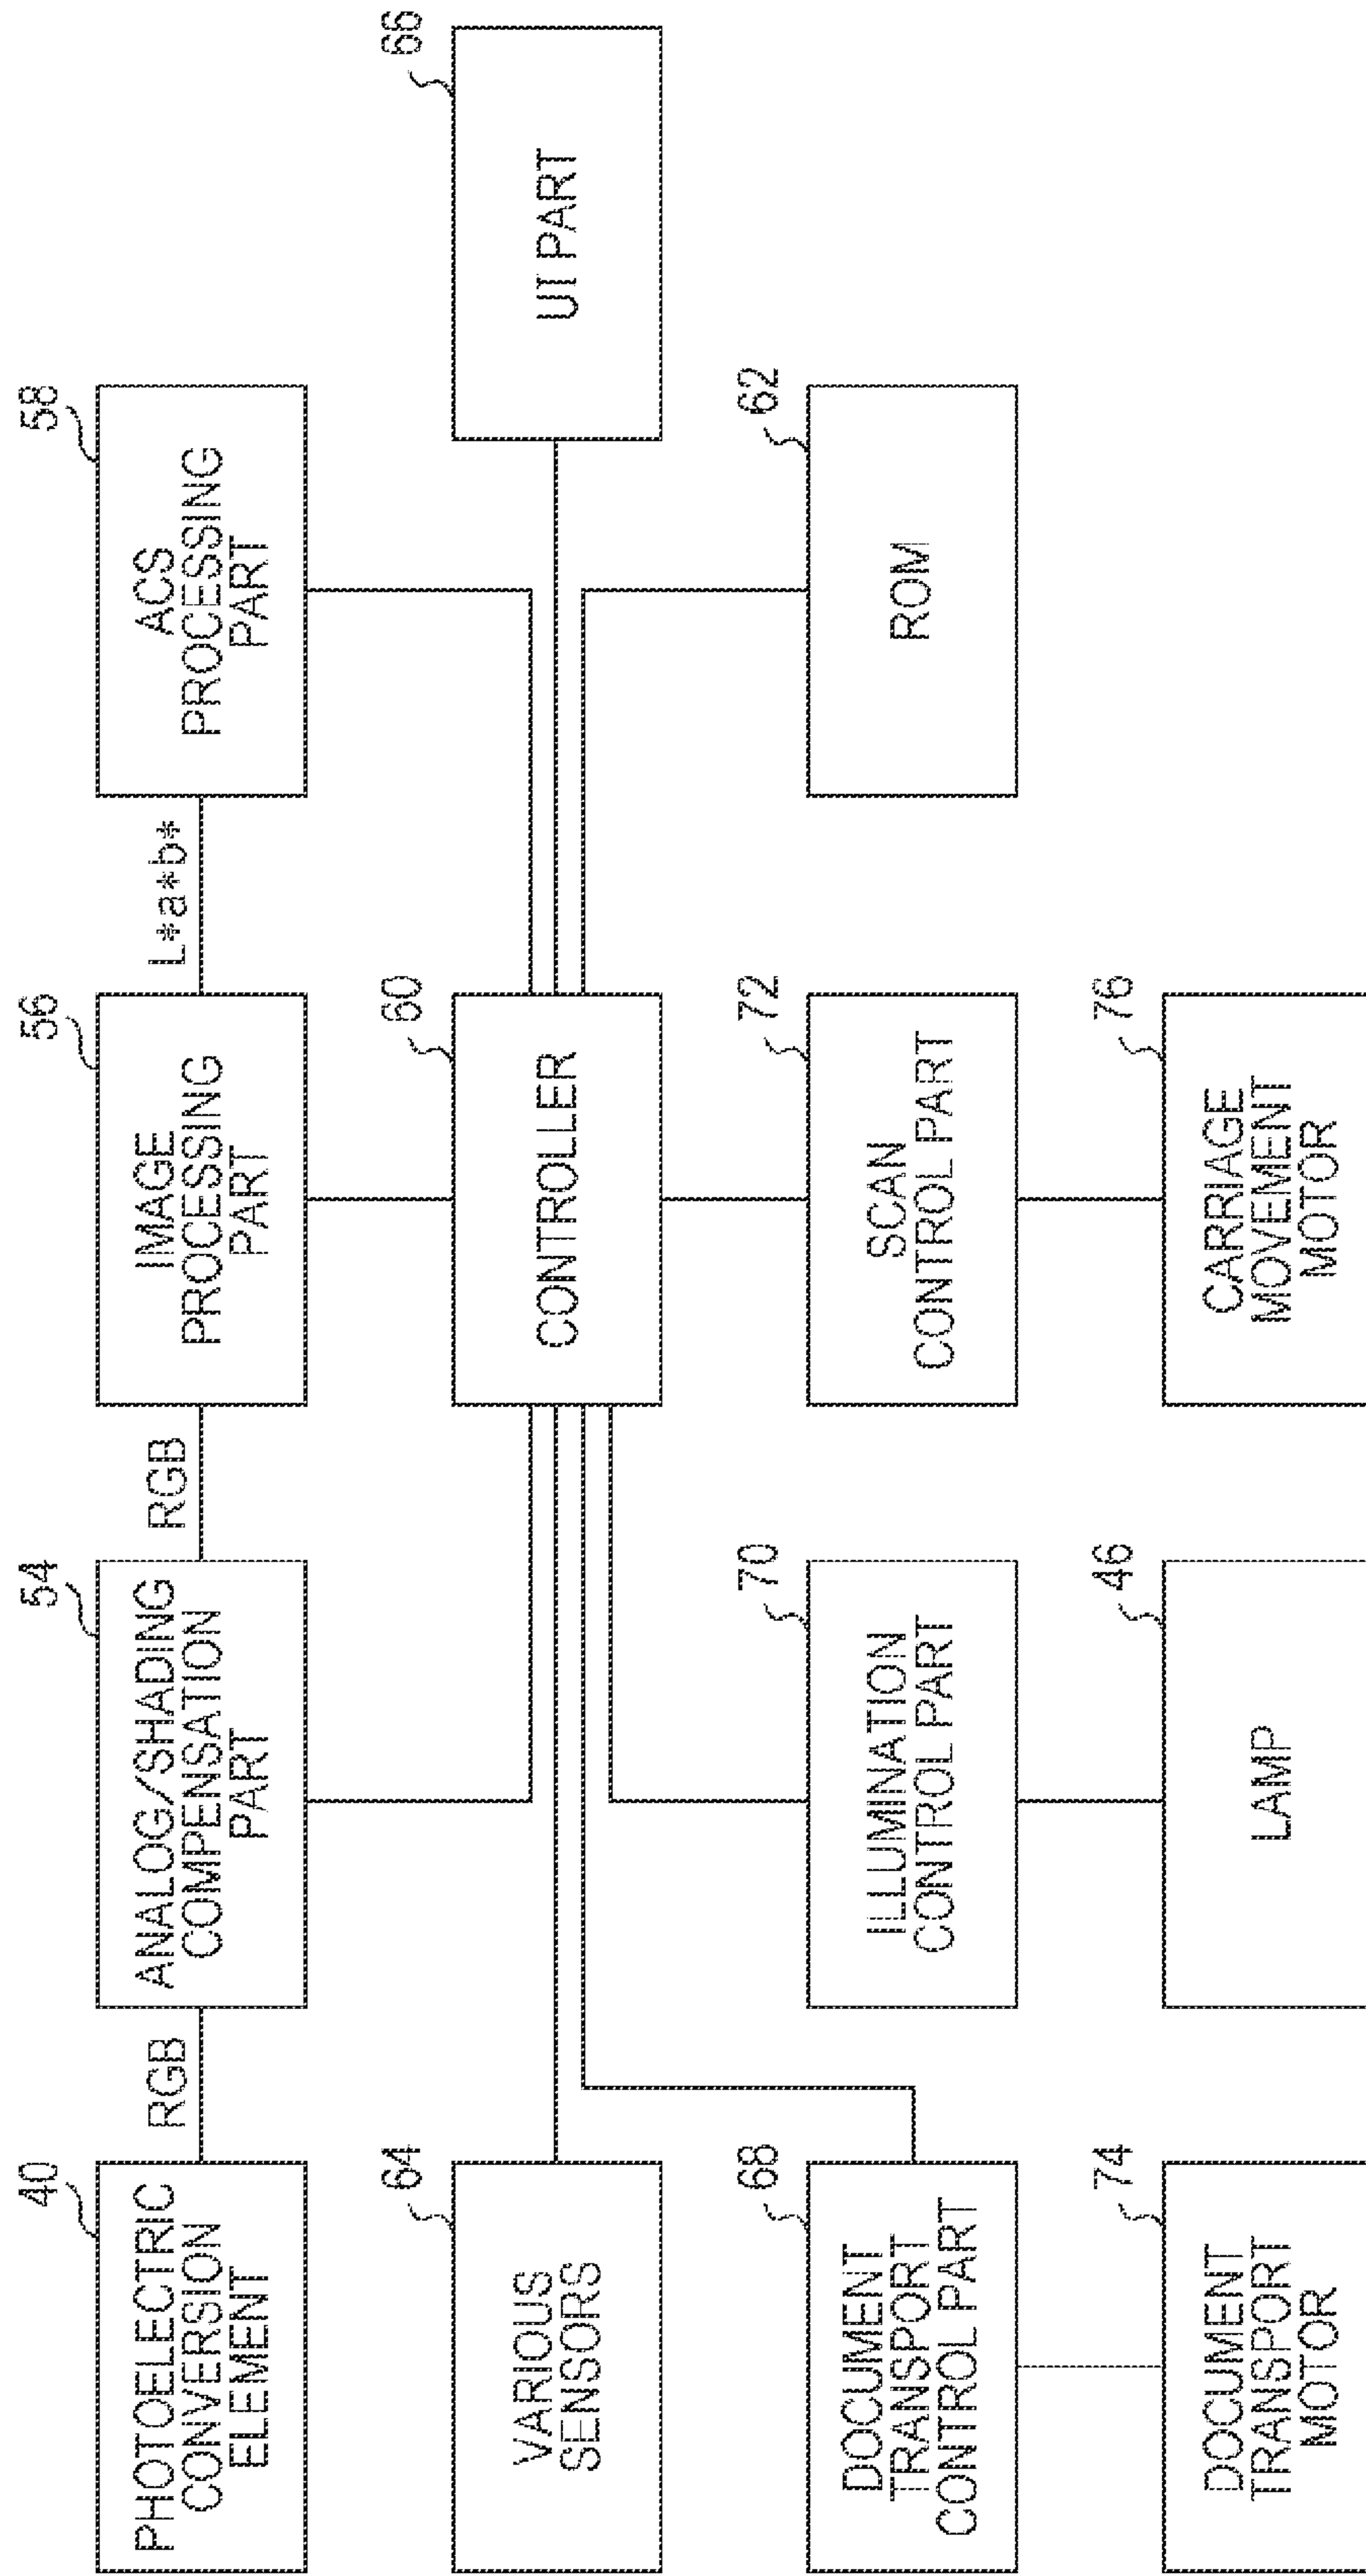 40
PHOTOELECTRIC
CONVERSION
ELEMENT
RGB
54
ANALOG/SHADING
COMPENSATION
PART
RGB
56
IMAGE
PROCESSING
PART
L*a*b*
58
ACS
PROCESSING
PART
64
VARIOUS
SENSORS
60
CONTROLLER
66
UI PART
68
DOCUMENT
TRANSPORT
CONTROL PART
70
ILLUMINATION
CONTROL PART
72
SCAN
CONTROL PART
62
ROM
74
DOCUMENT
TRANSPORT
MOTOR
46
LAMP
76
CARRIAGE
MOVEMENT
MOTOR